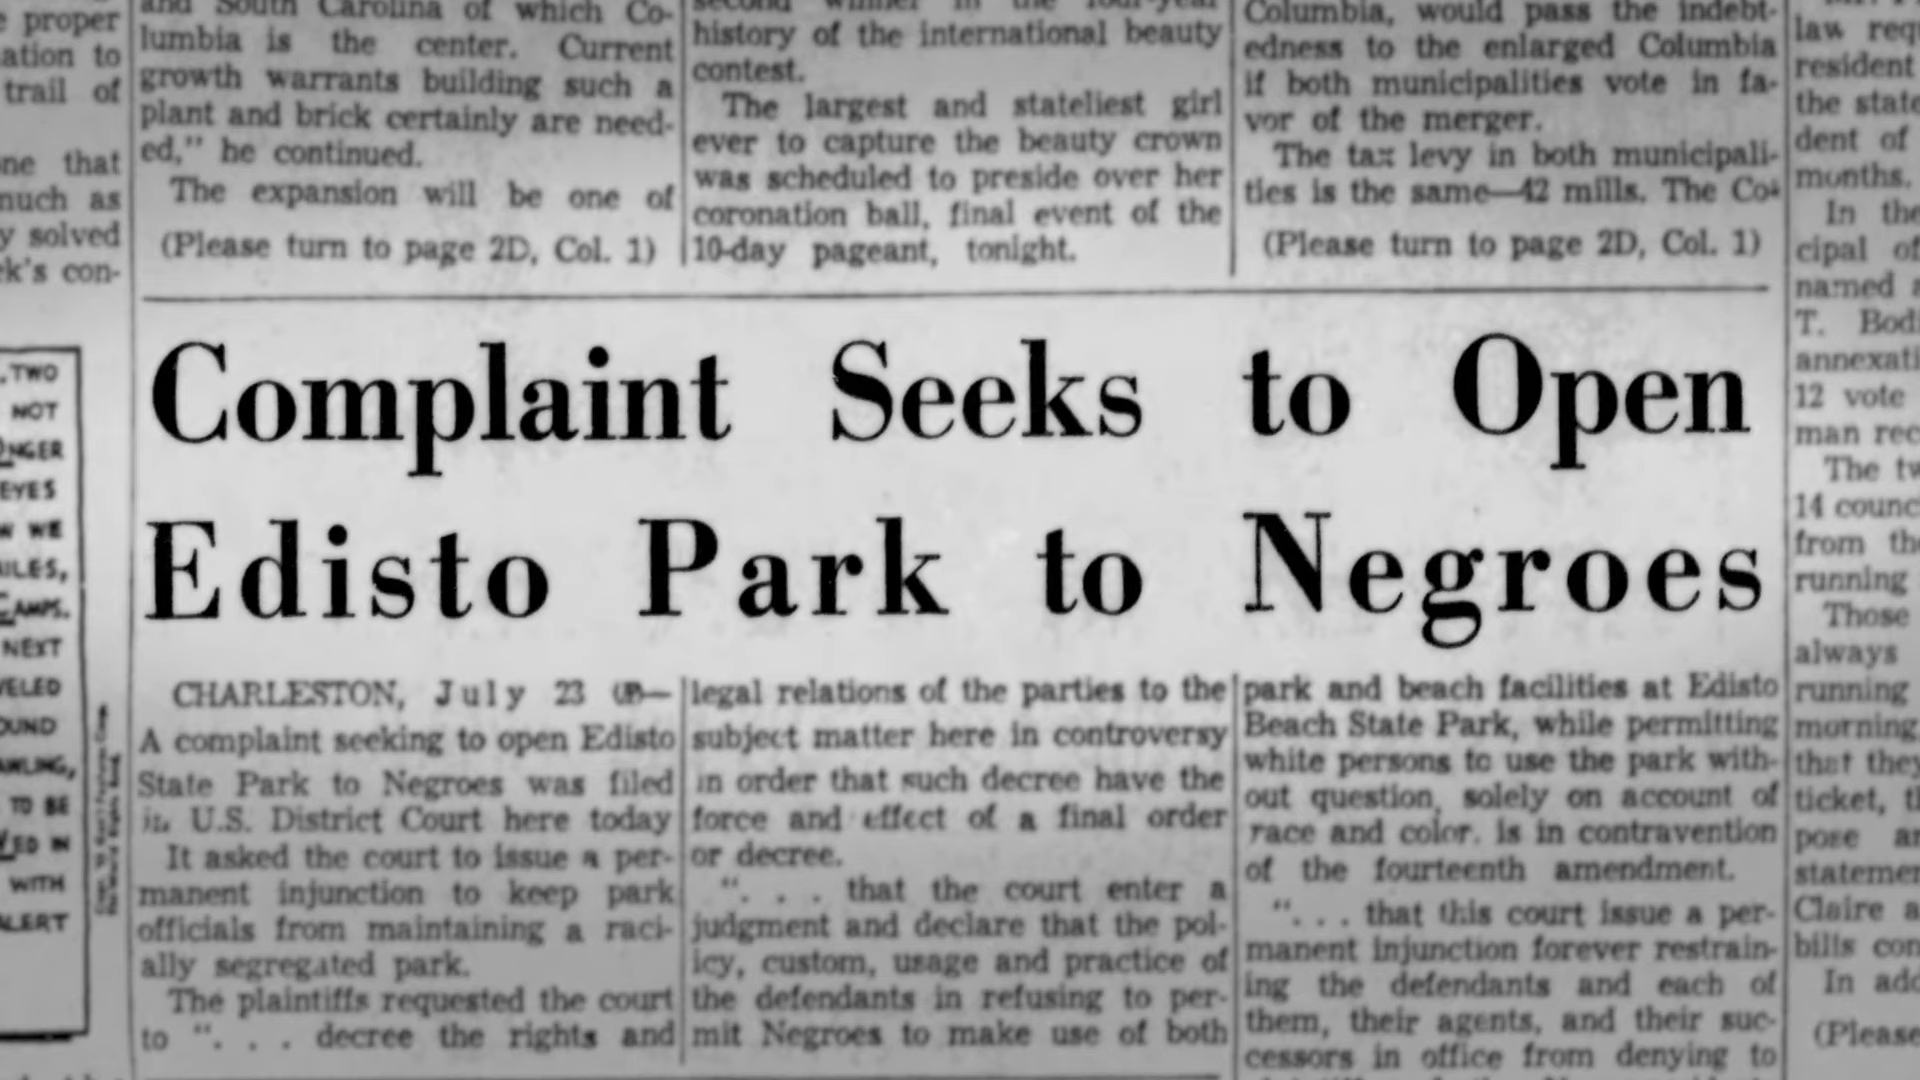 e proper
ation to
trail of
ne that
much as
y solved
k's con-
. TWO
NOT
NGER
EYES
W WE
ILES,
CAMPS.
NEXT
VELED
OUND
WLING,
TO BE
VED IN
WITH
ALERT
and South Carolina of which Co-
lumbia is the center. Current
growth warrants building such a
plant and brick certainly are need-
ed," he continued.
The expansion will be one of
(Please turn to page 2D, Col. 1)
second winner in the four-year
history of the international beauty
contest.
The largest and stateliest girl
ever to capture the beauty crown
was scheduled to preside over her
coronation ball, final event of the
10-day pageant, tonight.
Columbia, would pass the indebt-
edness to the enlarged Columbia
if both municipalities vote in fa-
vor of the merger.
The tax levy in both municipali-
ties is the same—42 mills. The Co-
(Please turn to page 2D, Col. 1)
Complaint Seeks to Open
Edisto Park to Negroes
CHARLESTON, July 23 (AP)—
A complaint seeking to open Edisto
State Park to Negroes was filed
in U.S. District Court here today
It asked the court to issue a per-
manent injunction to keep park
officials from maintaining a raci-
ally segregated park.
The plaintiffs requested the court
to ". . . decree the rights and
legal relations of the parties to the
subject matter here in controversy
in order that such decree have the
force and effect of a final order
or decree.
". . . that the court enter a
judgment and declare that the pol-
icy, custom, usage and practice of
the defendants in refusing to per-
mit Negroes to make use of both
park and beach facilities at Edisto
Beach State Park, while permitting
white persons to use the park with-
out question, solely on account of
race and color, is in contravention
of the fourteenth amendment.
". . . that this court issue a per-
manent injunction forever restrain-
ing the defendants and each of
them, their agents, and their suc-
cessors in office from denying to
law req
resident
the state
dent of
months.
In the
cipal of
named a
T. Bod
annexati
12 vote
man rec
The tw
14 counc
from th
running
Those
always
running
morning
that they
ticket, t
pose an
statemen
Claire a
bills con
In add
(Please